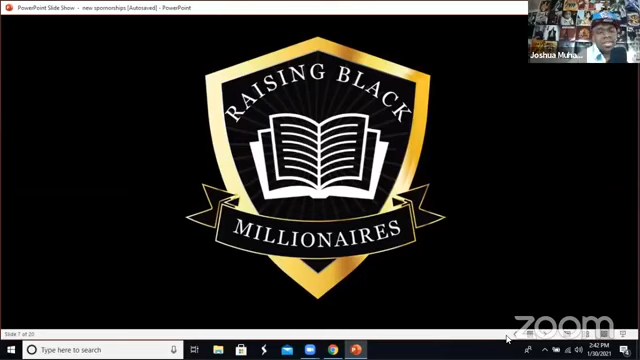 PowerPoint Slide Show - new spornorships [Autosaved] - PowerPoint
Joshua Muha...
RAISING BLACK
MILLIONAIRES
Slide 7 of 20
zoom
Type here to search
2:42 PM
1/30/2021